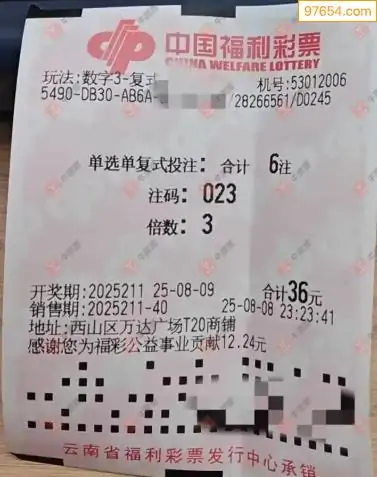 97654.com
中国福利彩票
CHINA WELFARE LOTTERY
玩法:数字3-复式
机号:53012006
5490-DB30-AB6A-
/28266561/D0245
单选单复式投注: 合计 6注
注码: 023
倍数: 3
开奖期:2025211 25-08-09 合计36元
销售期:2025211-40 25-08-08 23:23:41
地址:西山区万达广场T20商铺
感谢您为福彩公益事业贡献12.24元
云南省福利彩票发行中心承销